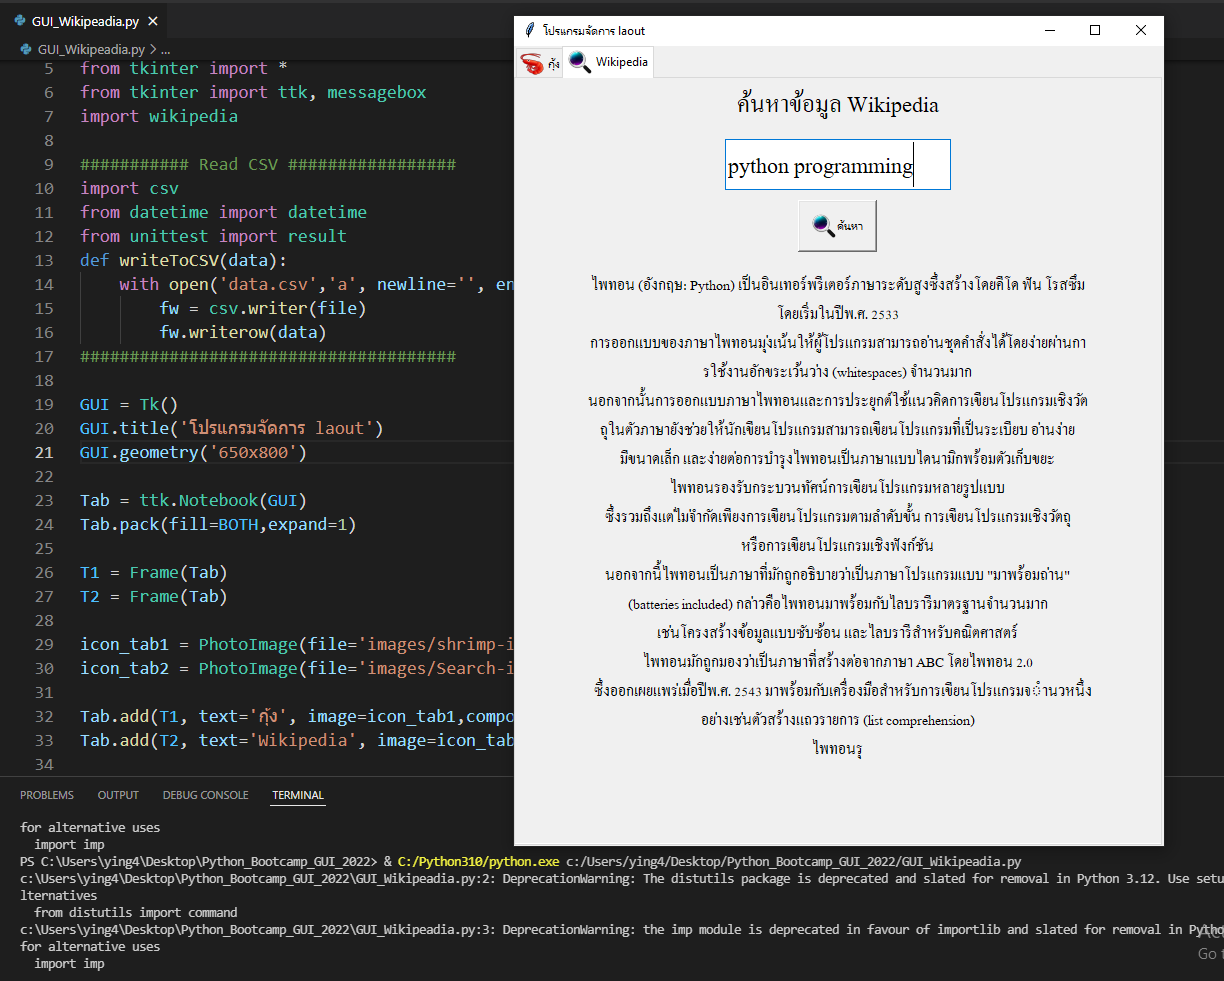 GUI_Wikipeadia.py ×
GUI_Wikipeadia.py > ...
5 from tkinter import *
6 from tkinter import ttk, messagebox
7 import wikipedia
8
9 ########### Read CSV #################
10 import csv
11 from datetime import datetime
12 from unittest import result
13 def writeToCSV(data):
14 with open('data.csv','a', newline='', en
15 fw = csv.writer(file)
16 fw.writerow(data)
17 ######################################
18
19 GUI = Tk()
20 GUI.title('โปรแกรมจัดการ laout')
21 GUI.geometry('650x800')
22
23 Tab = ttk.Notebook(GUI)
24 Tab.pack(fill=BOTH,expand=1)
25
26 T1 = Frame(Tab)
27 T2 = Frame(Tab)
28
29 icon_tab1 = PhotoImage(file='images/shrimp-i
30 icon_tab2 = PhotoImage(file='images/Search-i
31
32 Tab.add(T1, text='กุ้ง', image=icon_tab1,compo
33 Tab.add(T2, text='Wikipedia', image=icon_tab
34
โปรแกรมจัดการ laout
กุ้ง Wikipedia
ค้นหาข้อมูล Wikipedia
python programming
ค้นหา
ไพทอน (อังกฤษ: Python) เป็นอินเทอร์พรีเตอร์ภาษาระดับสูงซึ่งสร้างโดยคีโด ฟัน โรสซึม
โดยเริ่มในปีพ.ศ. 2533
การออกแบบของภาษาไพทอนมุ่งเน้นให้ผู้โปรแกรมสามารถอ่านชุดคำสั่งได้โดยง่ายผ่านกา
รใช้งานอักขระเว้นว่าง (whitespaces) จำนวนมาก
นอกจากนั้นการออกแบบภาษาไพทอนและการประยุกต์ใช้แนวคิดการเขียนโปรแกรมเชิงวัต
ถุในตัวภาษายังช่วยให้นักเขียนโปรแกรมสามารถเขียนโปรแกรมที่เป็นระเบียบ อ่านง่าย
มีขนาดเล็ก และง่ายต่อการบำรุงไพทอนเป็นภาษาแบบไดนามิกพร้อมตัวเก็บขยะ
ไพทอนรองรับกระบวนทัศน์การเขียนโปรแกรมหลายรูปแบบ
ซึ่งรวมถึงแต่ไม่จำกัดเพียงการเขียนโปรแกรมตามลำดับขั้น การเขียนโปรแกรมเชิงวัตถุ
หรือการเขียนโปรแกรมเชิงฟังก์ชัน
นอกจากนี้ไพทอนเป็นภาษาที่มักถูกอธิบายว่าเป็นภาษาโปรแกรมแบบ "มาพร้อมถ่าน"
(batteries included) กล่าวคือไพทอนมาพร้อมกับไลบรารีมาตรฐานจำนวนมาก
เช่นโครงสร้างข้อมูลแบบซับซ้อน และไลบรารีสำหรับคณิตศาสตร์
ไพทอนมักถูกมองว่าเป็นภาษาที่สร้างต่อจากภาษา ABC โดยไพทอน 2.0
ซึ่งออกเผยแพร่เมื่อปีพ.ศ. 2543 มาพร้อมกับเครื่องมือสำหรับการเขียนโปรแกรมจำานวหนึ่ง
อย่างเช่นตัวสร้างแถวรายการ (list comprehension)
ไพทอนรุ
PROBLEMS OUTPUT DEBUG CONSOLE TERMINAL
for alternative uses
import imp
PS C:\Users\ying4\Desktop\Python_Bootcamp_GUI_2022> & C:/Python310/python.exe c:/Users/ying4/Desktop/Python_Bootcamp_GUI_2022/GUI_Wikipeadia.py
c:\Users\ying4\Desktop\Python_Bootcamp_GUI_2022\GUI_Wikipeadia.py:2: DeprecationWarning: The distutils package is deprecated and slated for removal in Python 3.12. Use setu
lternatives
from distutils import command
c:\Users\ying4\Desktop\Python_Bootcamp_GUI_2022\GUI_Wikipeadia.py:3: DeprecationWarning: the imp module is deprecated in favour of importlib and slated for removal in Pytho
for alternative uses
import imp
Go t